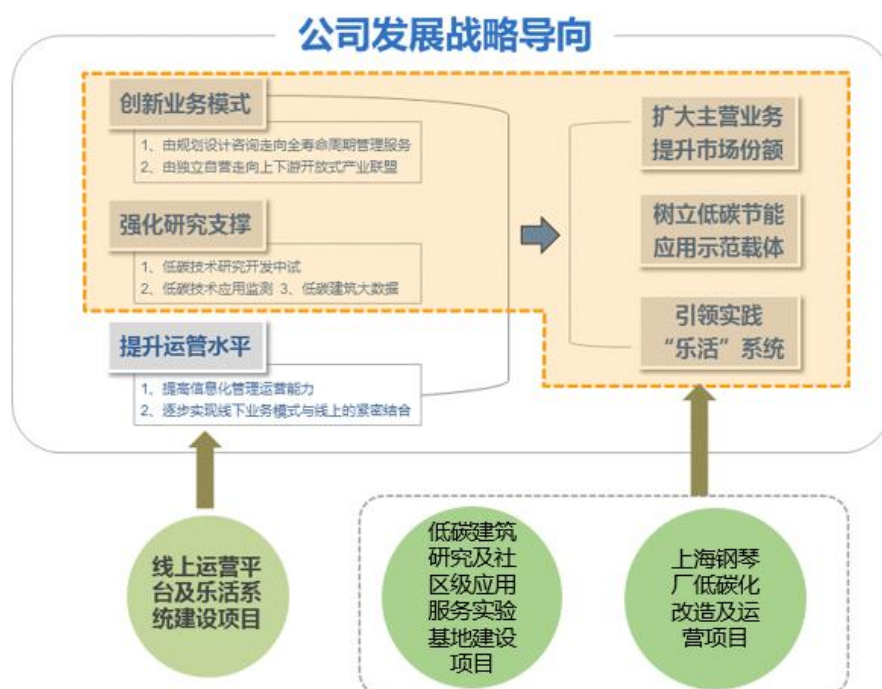 公司发展战略导向
创新业务模式
1、由规划设计咨询走向全寿命周期管理服务
2、由独立自营走向上下游开放式产业联盟
强化研究支撑
1、低碳技术研究开发中试
2、低碳技术应用监测 3、低碳建筑大数据
提升运管水平
1、提高信息化管理运营能力
2、逐步实现线下业务模式与线上的紧密结合
扩大主营业务
提升市场份额
树立低碳节能
应用示范载体
引领实践
“乐活”系统
线上运营平
台及乐活系
统建设项目
低碳建筑
研究及社
区级应用
服务实验
基地建设
项目
上海钢琴
厂低碳化
改造及运
营项目